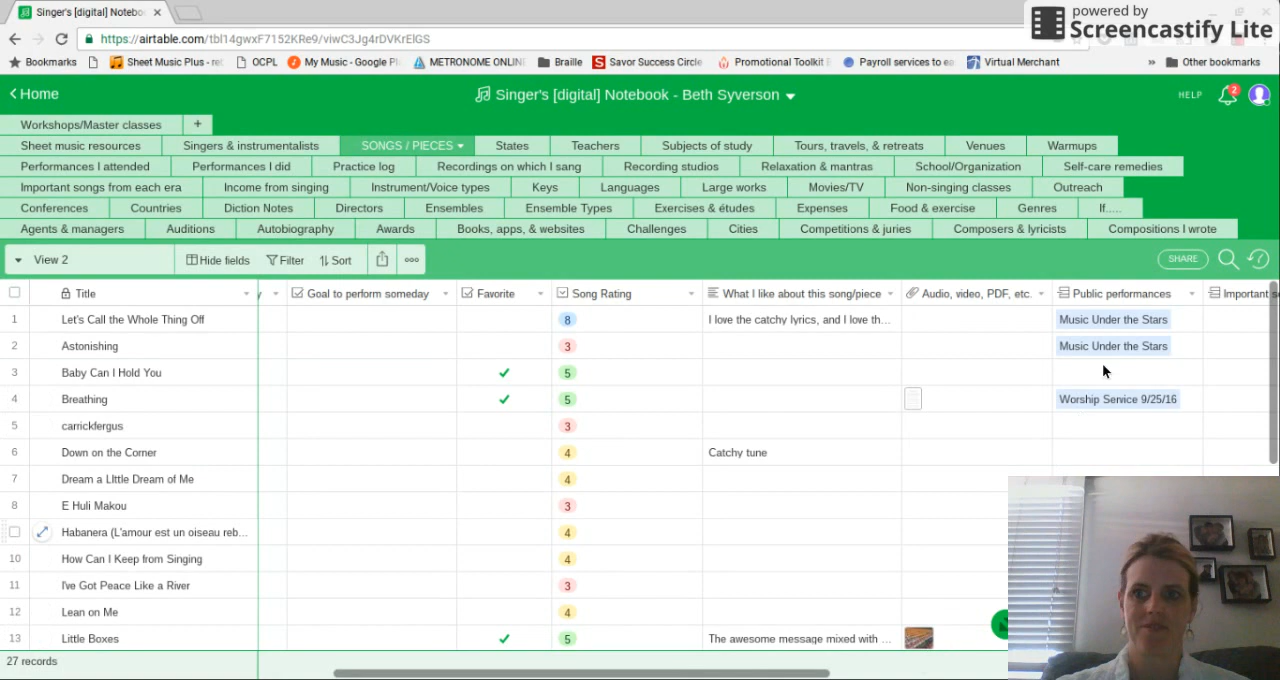 Singer's [digital] Notebo
powered by
Screencastify Lite
https://airtable.com/tbl14gwxF7152KRe9/viwC3Jg4rDVKrElGS
Bookmarks Sheet Music Plus - re OCPL My Music - Google Pl METRONOME ONLIN Braille Savor Success Circle Promotional Toolkit Payroll services to ea Virtual Merchant » Other bookmarks
Home Singer's [digital] Notebook - Beth Syverson HELP 2
Workshops/Master classes +
Sheet music resources Singers & instrumentalists SONGS / PIECES States Teachers Subjects of study Tours, travels, & retreats Venues Warmups
Performances I attended Performances I did Practice log Recordings on which I sang Recording studios Relaxation & mantras School/Organization Self-care remedies
Important songs from each era Income from singing Instrument/Voice types Keys Languages Large works Movies/TV Non-singing classes Outreach
Conferences Countries Diction Notes Directors Ensembles Ensemble Types Exercises & études Expenses Food & exercise Genres If.....
Agents & managers Auditions Autobiography Awards Books, apps, & websites Challenges Cities Competitions & juries Composers & lyricists Compositions I wrote
View 2 Hide fields Filter Sort SHARE
Title y Goal to perform someday Favorite Song Rating What I like about this song/piece Audio, video, PDF, etc. Public performances Important s
1 Let's Call the Whole Thing Off 8 I love the catchy lyrics, and I love th... Music Under the Stars
2 Astonishing 3 Music Under the Stars
3 Baby Can I Hold You 5
4 Breathing 5 Worship Service 9/25/16
5 carrickfergus 3
6 Down on the Corner 4 Catchy tune
7 Dream a LIttle Dream of Me 4
8 E Huli Makou 3
Habanera (L'amour est un oiseau reb... 4
10 How Can I Keep from Singing 4
11 I've Got Peace Like a River 3
12 Lean on Me 4
13 Little Boxes 5 The awesome message mixed with ...
27 records